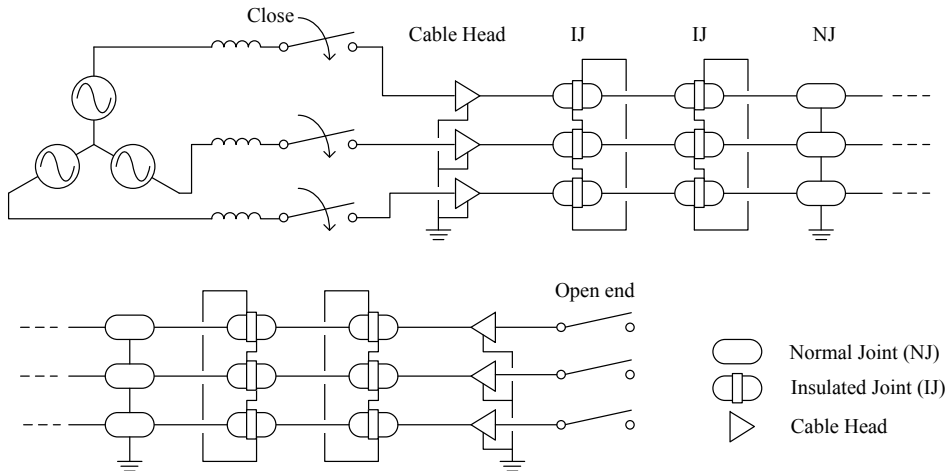 Close
Cable Head
IJ
IJ
NJ
Open end
Normal Joint (NJ)
Insulated Joint (IJ)
Cable Head